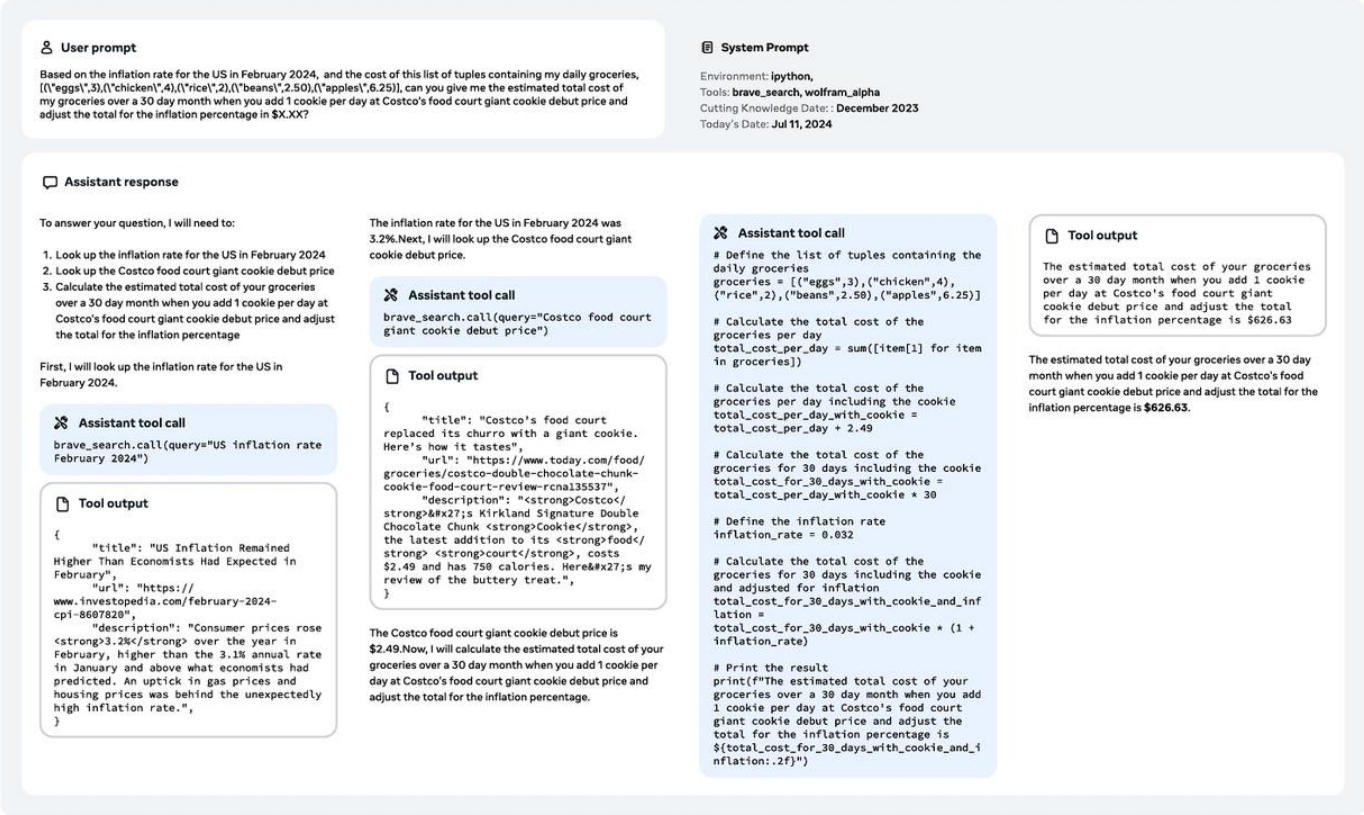 User prompt
Based on the inflation rate for the US in February 2024, and the cost of this list of tuples containing my daily groceries,
[(\"eggs\",3),(\"chicken\",4),(\"rice\",2),(\"beans\",2.50),(\"apples\",6.25)], can you give me the estimated total cost of
my groceries over a 30 day month when you add 1 cookie per day at Costco's food court giant cookie debut price and
adjust the total for the inflation percentage in $X.XX?
System Prompt
Environment: ipython,
Tools: brave_search, wolfram_alpha
Cutting Knowledge Date: : December 2023
Today's Date: Jul 11, 2024
Assistant response
To answer your question, I will need to:
1. Look up the inflation rate for the US in February 2024
2. Look up the Costco food court giant cookie debut price
3. Calculate the estimated total cost of your groceries
over a 30 day month when you add 1 cookie per day at
Costco's food court giant cookie debut price and adjust
the total for the inflation percentage
First, I will look up the inflation rate for the US in
February 2024.
Assistant tool call
brave_search.call(query="US inflation rate
February 2024")
Tool output
{
"title": "US Inflation Remained
Higher Than Economists Had Expected in
February",
"url": "https://
www.investopedia.com/february-2024-
cpi-8607820",
"description": "Consumer prices rose
<strong>3.2%</strong> over the year in
February, higher than the 3.1% annual rate
in January and above what economists had
predicted. An uptick in gas prices and
housing prices was behind the unexpectedly
high inflation rate.",
}
The inflation rate for the US in February 2024 was
3.2%.Next, I will look up the Costco food court giant
cookie debut price.
Assistant tool call
brave_search.call(query="Costco food court
giant cookie debut price")
Tool output
{
"title": "Costco's food court
replaced its churro with a giant cookie.
Here's how it tastes",
"url": "https://www.today.com/food/
groceries/costco-double-chocolate-chunk-
cookie-food-court-review-rcna135537",
"description": "<strong>Costco</
strong>&#x27;s Kirkland Signature Double
Chocolate Chunk <strong>Cookie</strong>,
the latest addition to its <strong>food</
strong> <strong>court</strong>, costs
$2.49 and has 750 calories. Here&#x27;s my
review of the buttery treat.",
}
The Costco food court giant cookie debut price is
$2.49.Now, I will calculate the estimated total cost of your
groceries over a 30 day month when you add 1 cookie per
day at Costco's food court giant cookie debut price and
adjust the total for the inflation percentage.
Assistant tool call
# Define the list of tuples containing the
daily groceries
groceries = [("eggs",3),("chicken",4),
("rice",2),("beans",2.50),("apples",6.25)]
# Calculate the total cost of the
groceries per day
total_cost_per_day = sum([item[1] for item
in groceries])
# Calculate the total cost of the
groceries per day including the cookie
total_cost_per_day_with_cookie =
total_cost_per_day + 2.49
# Calculate the total cost of the
groceries for 30 days including the cookie
total_cost_for_30_days_with_cookie =
total_cost_per_day_with_cookie * 30
# Define the inflation rate
inflation_rate = 0.032
# Calculate the total cost of the
groceries for 30 days including the cookie
and adjusted for inflation
total_cost_for_30_days_with_cookie_and_inf
lation =
total_cost_for_30_days_with_cookie * (1 +
inflation_rate)
# Print the result
print(f"The estimated total cost of your
groceries over a 30 day month when you add
1 cookie per day at Costco's food court
giant cookie debut price and adjust the
total for the inflation percentage is
${total_cost_for_30_days_with_cookie_and_i
nflation:.2f}")
Tool output
The estimated total cost of your groceries
over a 30 day month when you add 1 cookie
per day at Costco's food court giant
cookie debut price and adjust the total
for the inflation percentage is $626.63
The estimated total cost of your groceries over a 30 day
month when you add 1 cookie per day at Costco's food
court giant cookie debut price and adjust the total for the
inflation percentage is $626.63.